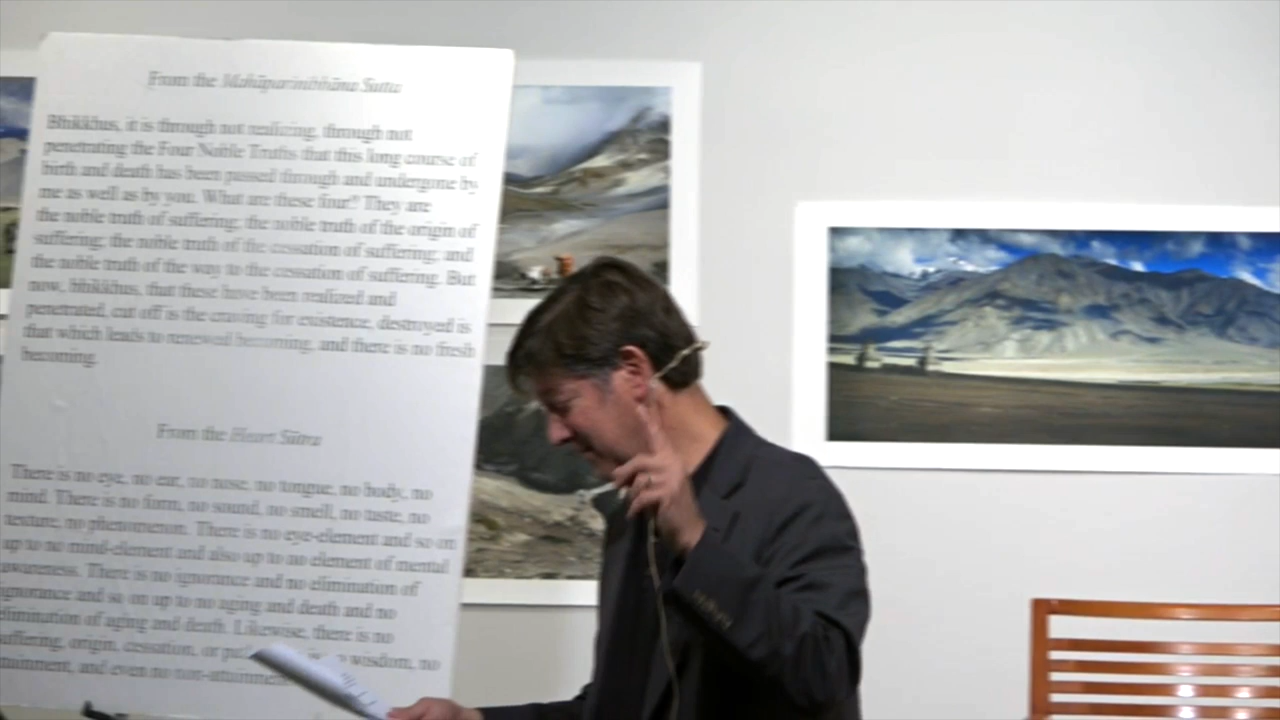 From the Mahāparinibbāna Sutta
Bhikkhus, it is through not realizing, through not
penetrating the Four Noble Truths that this long course of
birth and death has been passed through and undergone by
me as well as by you. What are these four? They are
the noble truth of suffering; the noble truth of the origin of
suffering; the noble truth of the cessation of suffering; and
the noble truth of the way to the cessation of suffering. But
now, bhikkhus, that these have been realized and
penetrated, cut off is the craving for existence, destroyed is
that which leads to renewed becoming, and there is no fresh
becoming.
From the Heart Sūtra
There is no eye, no ear, no nose, no tongue, no body, no
mind. There is no form, no sound, no smell, no taste, no
texture, no phenomenon. There is no eye-element and so on
up to no mind-element and also up to no element of mental
awareness. There is no ignorance and no elimination of
ignorance and so on up to no aging and death and no
elimination of aging and death. Likewise, there is no
suffering, origin, cessation, or wisdom, no
attainment, and even no non-attainment